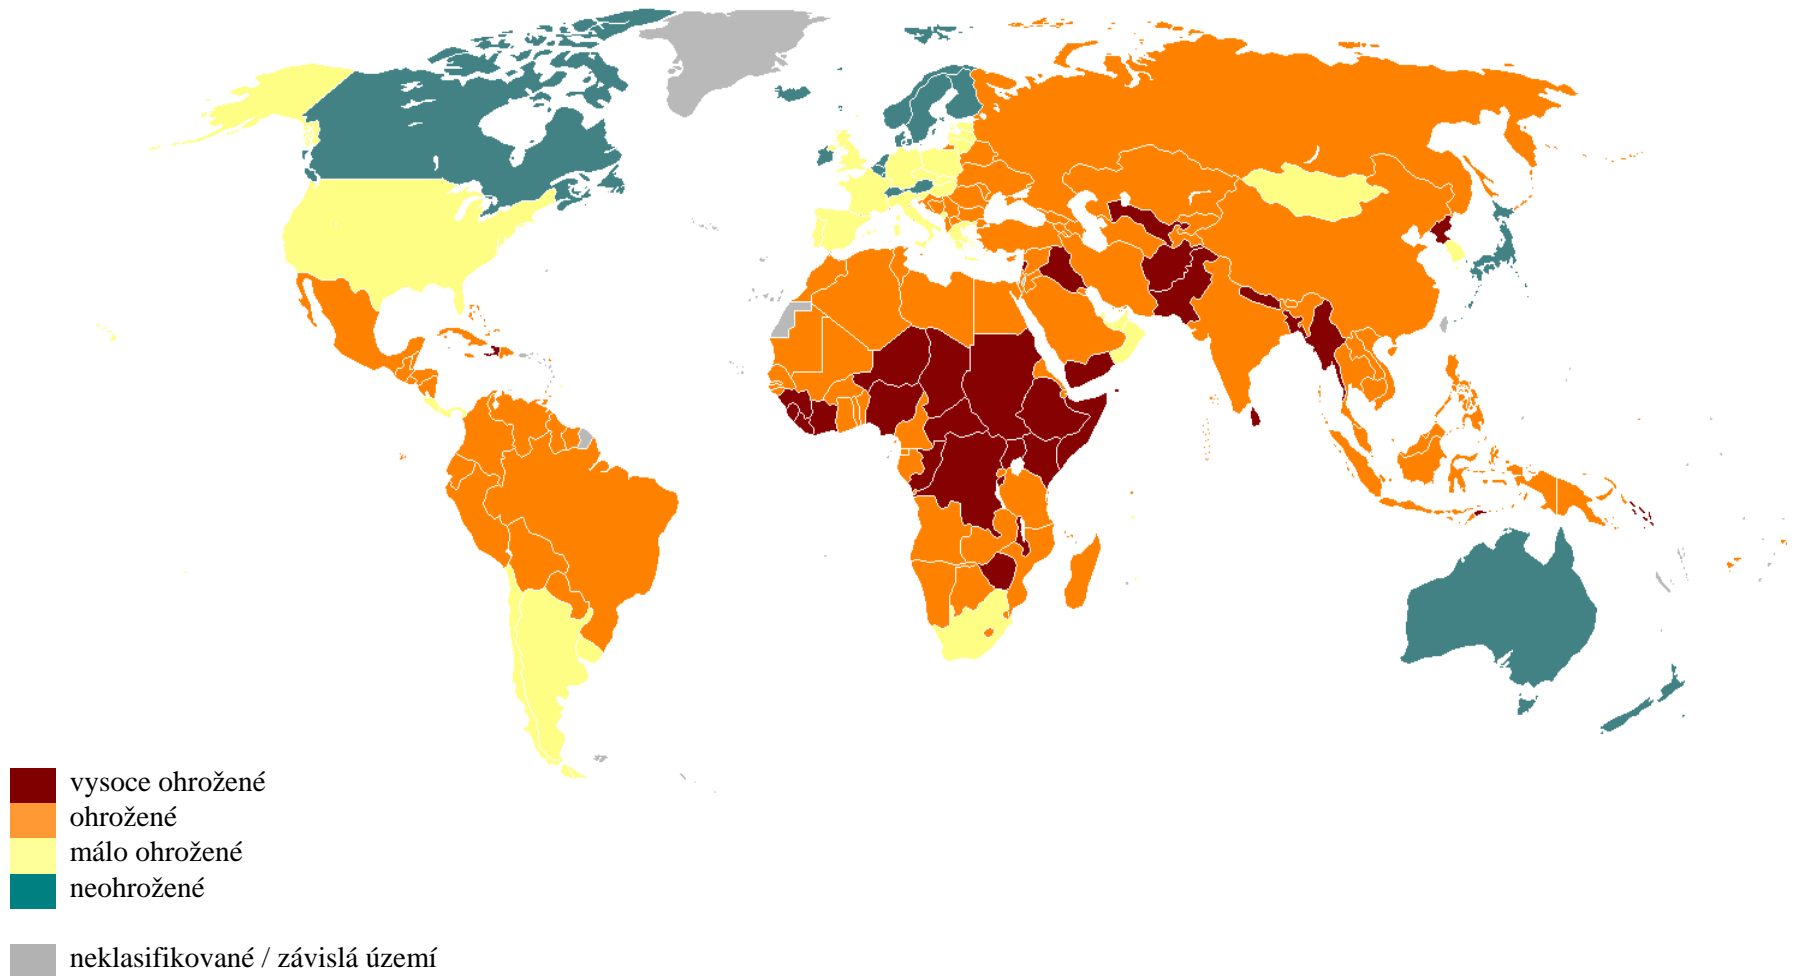 vysoce ohrožené
ohrožené
málo ohrožené
neohrožené
neklasifikované / závislá území